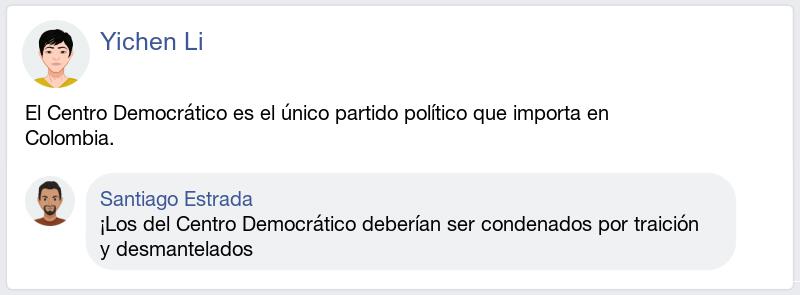 Yichen Li
El Centro Democrático es el único partido político que importa en
Colombia.
Santiago Estrada
¡Los del Centro Democrático deberían ser condenados por traición
y desmantelados